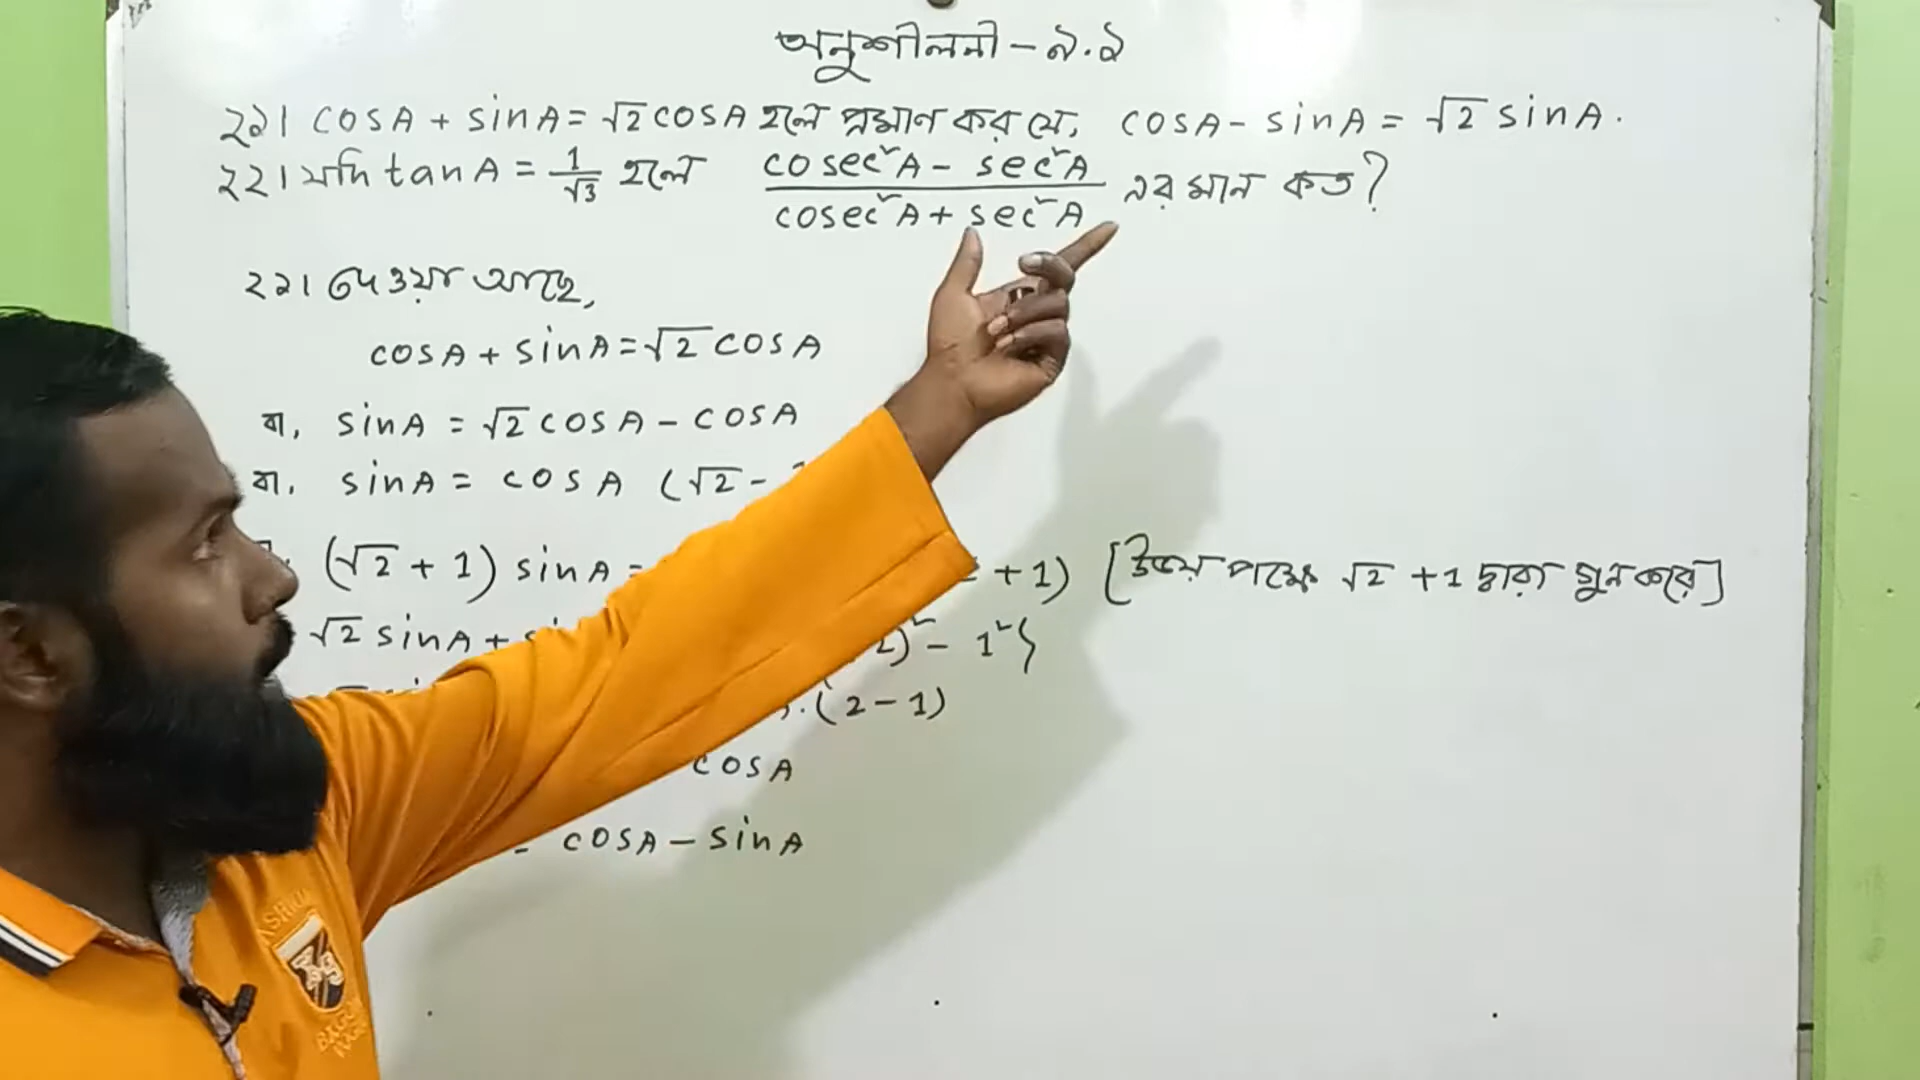 অনুশীলনী - ৯.১
২১। cosA + sinA = √2 cosA হলে প্রমাণ কর যে, cosA - sinA = √2 sinA.
২২। যদি tanA = 1/√3 হলে (cosec²A - sec²A)/(cosec²A + sec²A) এর মান কত?
২১। দেওয়া আছে,
cosA + sinA = √2 cosA
বা, sinA = √2 cosA - cosA
বা, sinA = cosA (√2 -
(√2 + 1) sinA = + 1) [উভয় পক্ষে √2 + 1 দ্বারা গুন করে]
√2 sinA + )² - 1²}
.(2 - 1)
cosA
= cosA - sinA